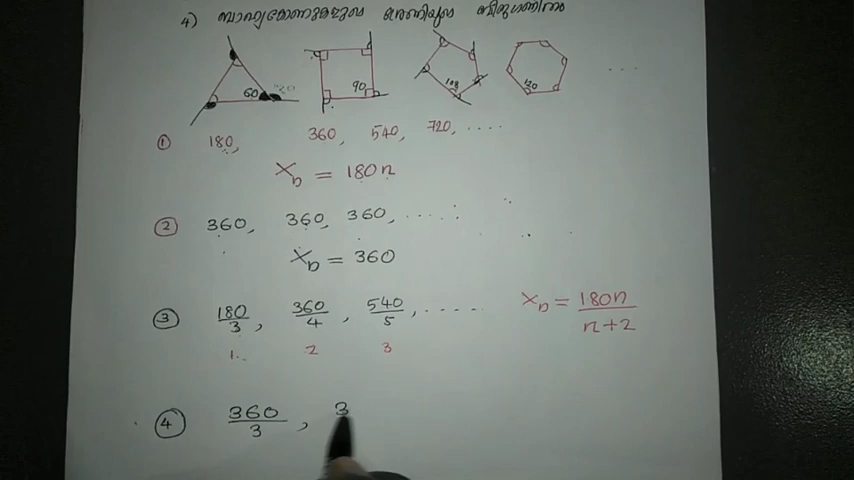 4)
60 90 108 120 ...
① 180, 360, 540, 720, ....
Xₙ = 180n
② 360, 360, 360, .....
Xₙ = 360
③ 180/3, 360/4, 540/5, .... Xₙ = 180n/n+2
1 2 3
④ 360/3, 3